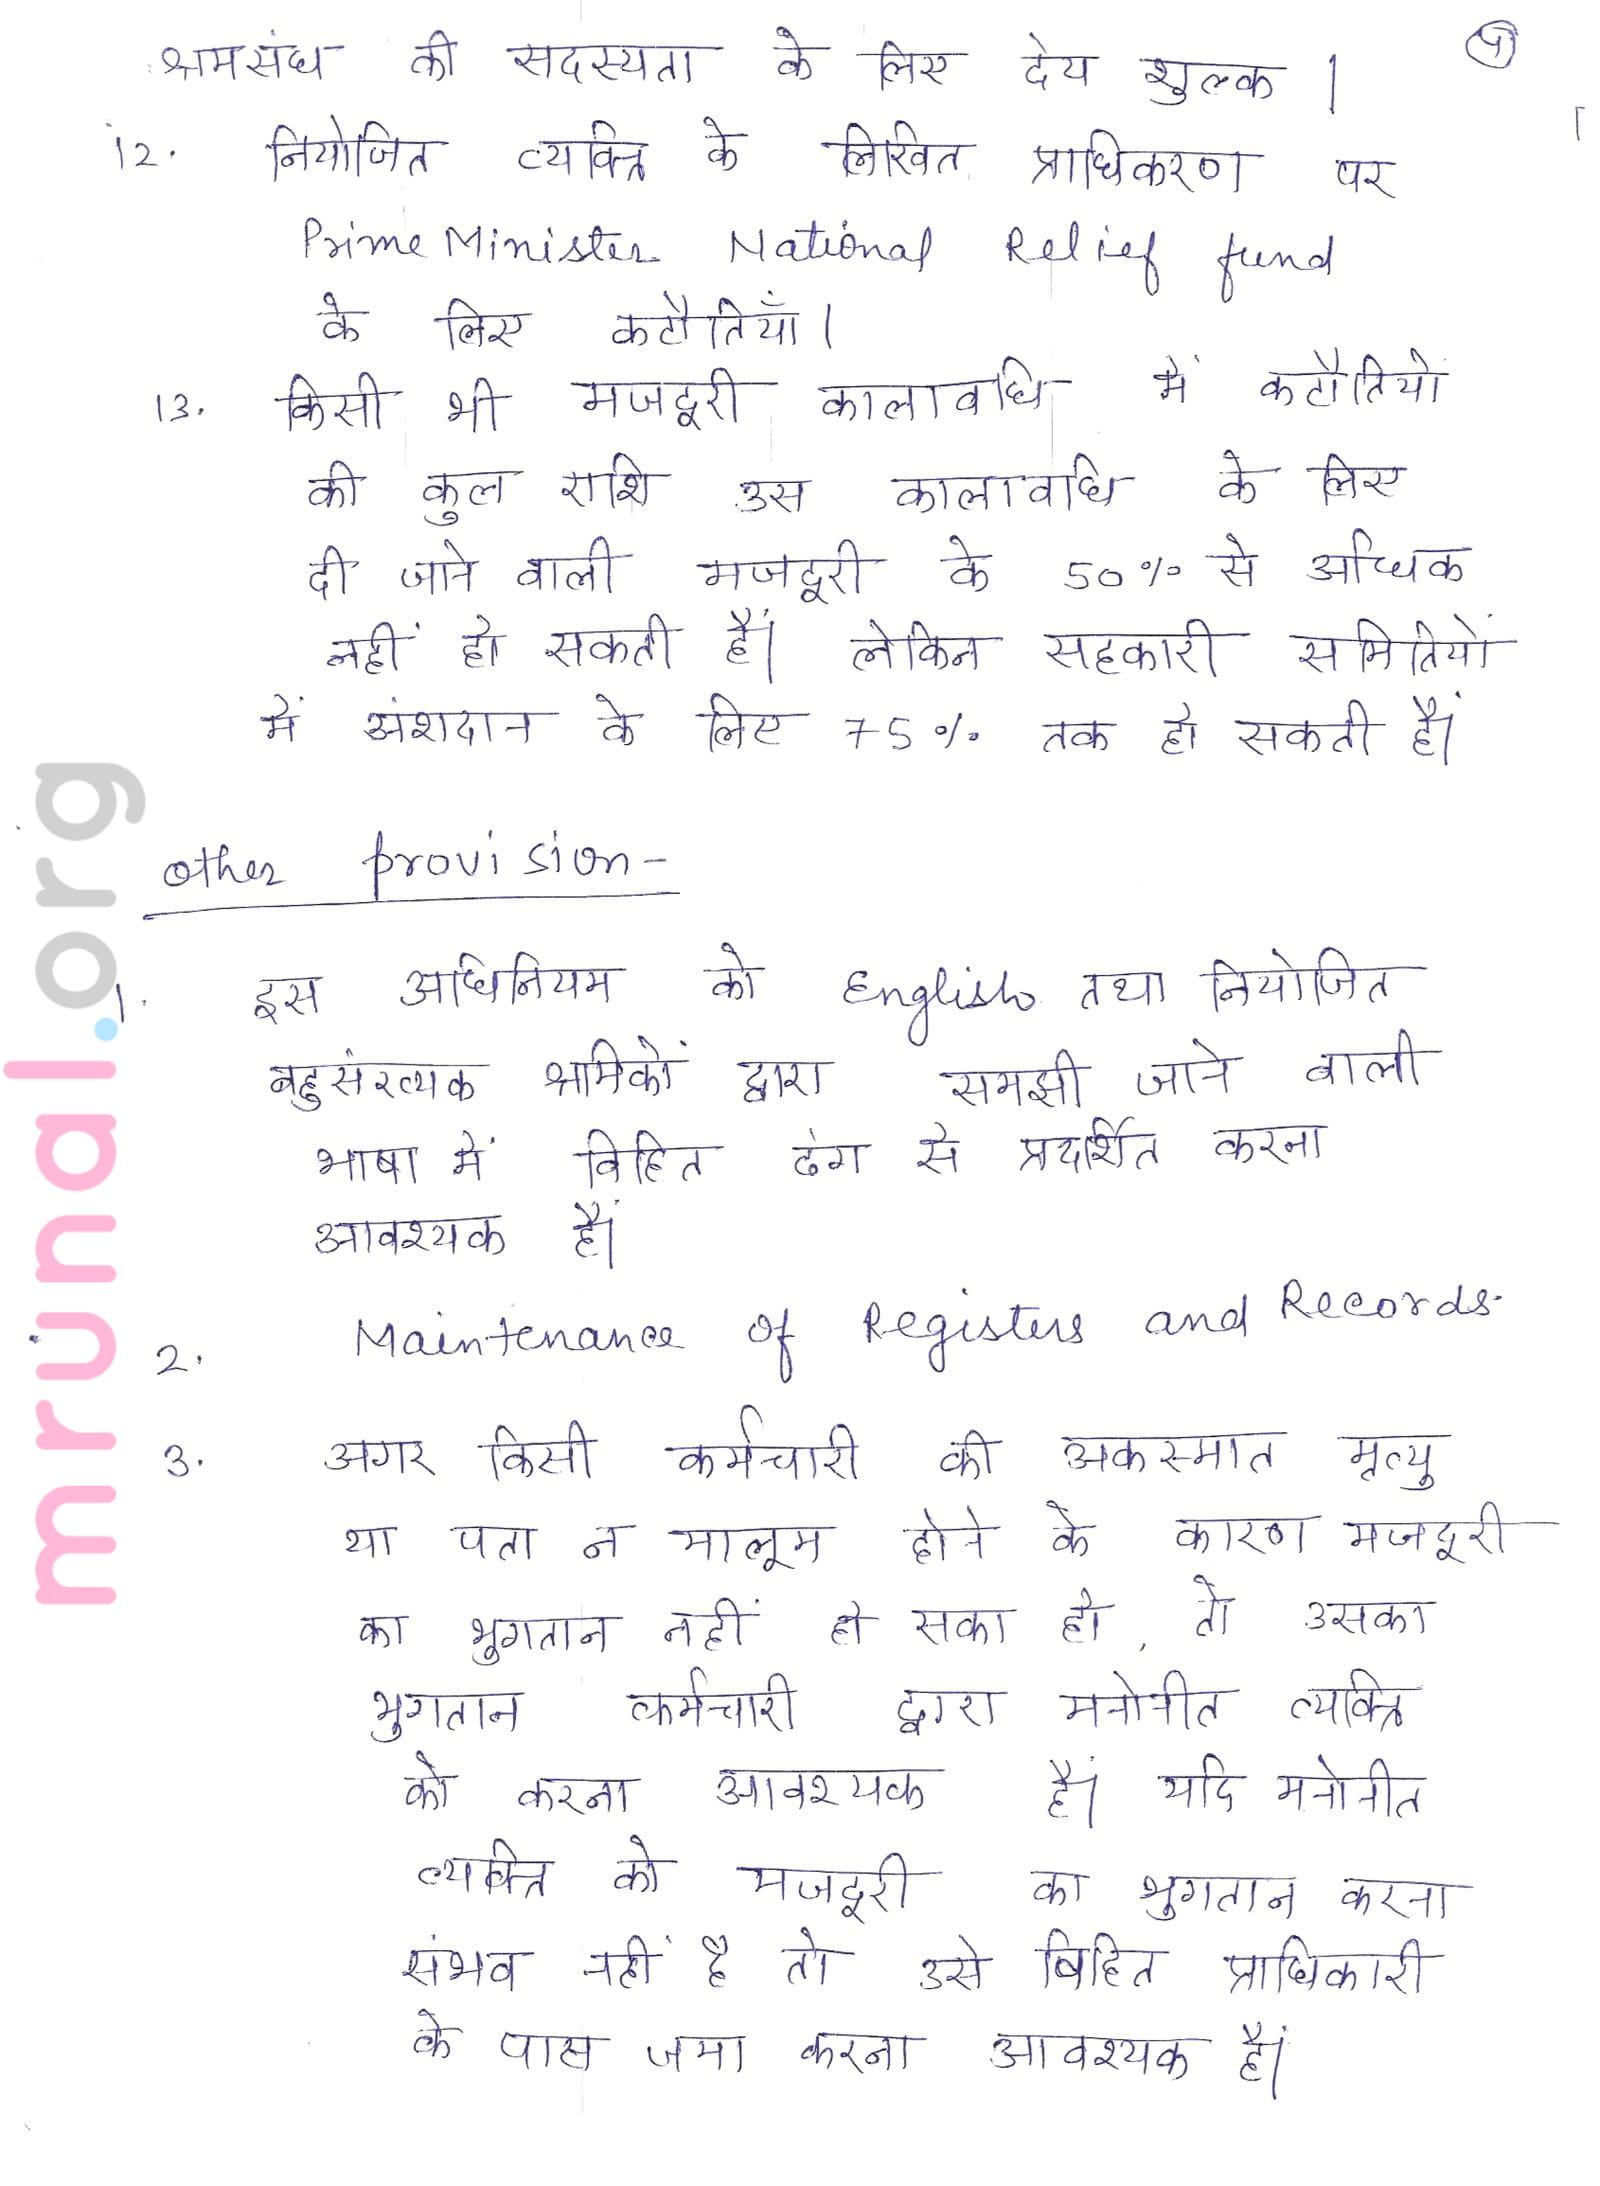 श्रमसंघ की सदस्यता के लिए देय शुल्क।
12. नियोजित व्यक्ति के लिखित प्राधिकरण पर
Prime Minister National Relief fund
के लिए कटौतियाँ।
13. किसी भी मजदूरी कालावधि में कटौतियों
की कुल राशि उस कालावधि के लिए
दी जाने वाली मजदूरी के 50% से अधिक
नहीं हो सकती हैं। लेकिन सहकारी समितियों
में अंशदान के लिए 75% तक हो सकती हैं।
other provision-
1. इस अधिनियम को English तथा नियोजित
बहुसंख्यक श्रमिकों द्वारा समझी जाने वाली
भाषा में विहित ढंग से प्रदर्शित करना
आवश्यक हैं।
2. Maintenance of Registers and Records.
3. अगर किसी कर्मचारी की अकस्मात मृत्यु
या पता न मालूम होने के कारण मजदूरी
का भुगतान नहीं हो सका हो, तो उसका
भुगतान कर्मचारी द्वारा मनोनीत व्यक्ति
को करना आवश्यक हैं। यदि मनोनीत
व्यक्ति को मजदूरी का भुगतान करना
संभव नहीं है तो उसे विहित प्राधिकारी
के पास जमा करना आवश्यक हैं।
mrunal.org